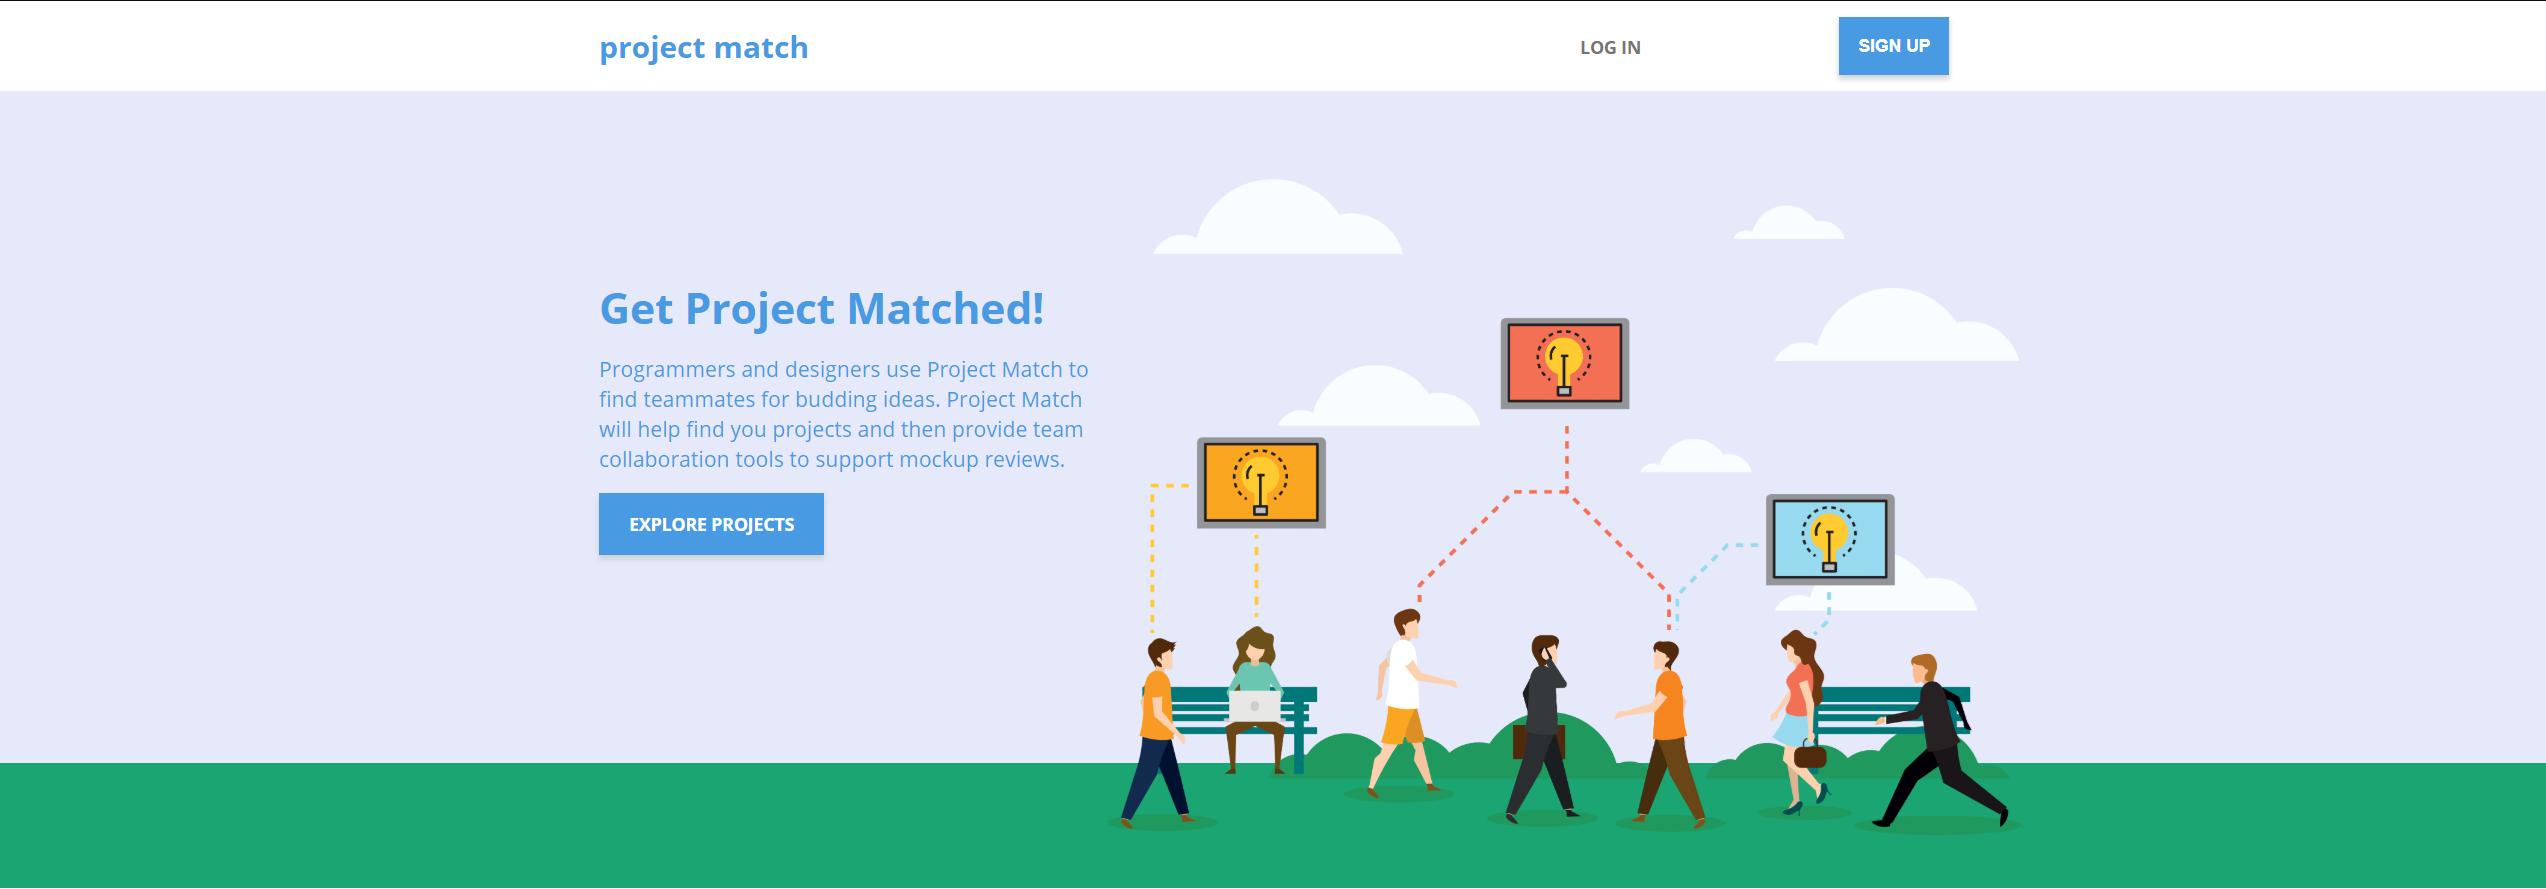 project match
LOG IN
SIGN UP
Get Project Matched!
Programmers and designers use Project Match to
find teammates for budding ideas. Project Match
will help find you projects and then provide team
collaboration tools to support mockup reviews.
EXPLORE PROJECTS